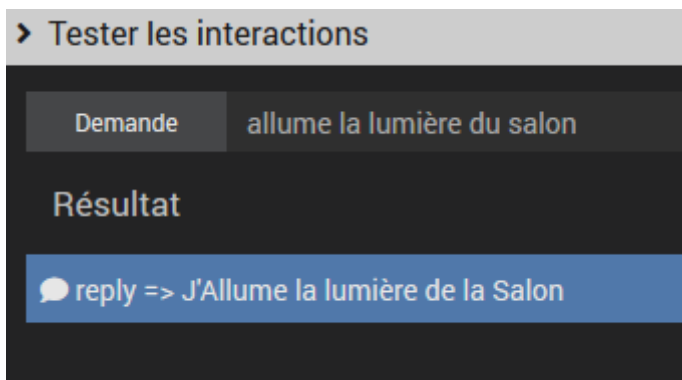 Tester les interactions
Demande allume la lumière du salon
Résultat
reply => J'Allume la lumière de la Salon